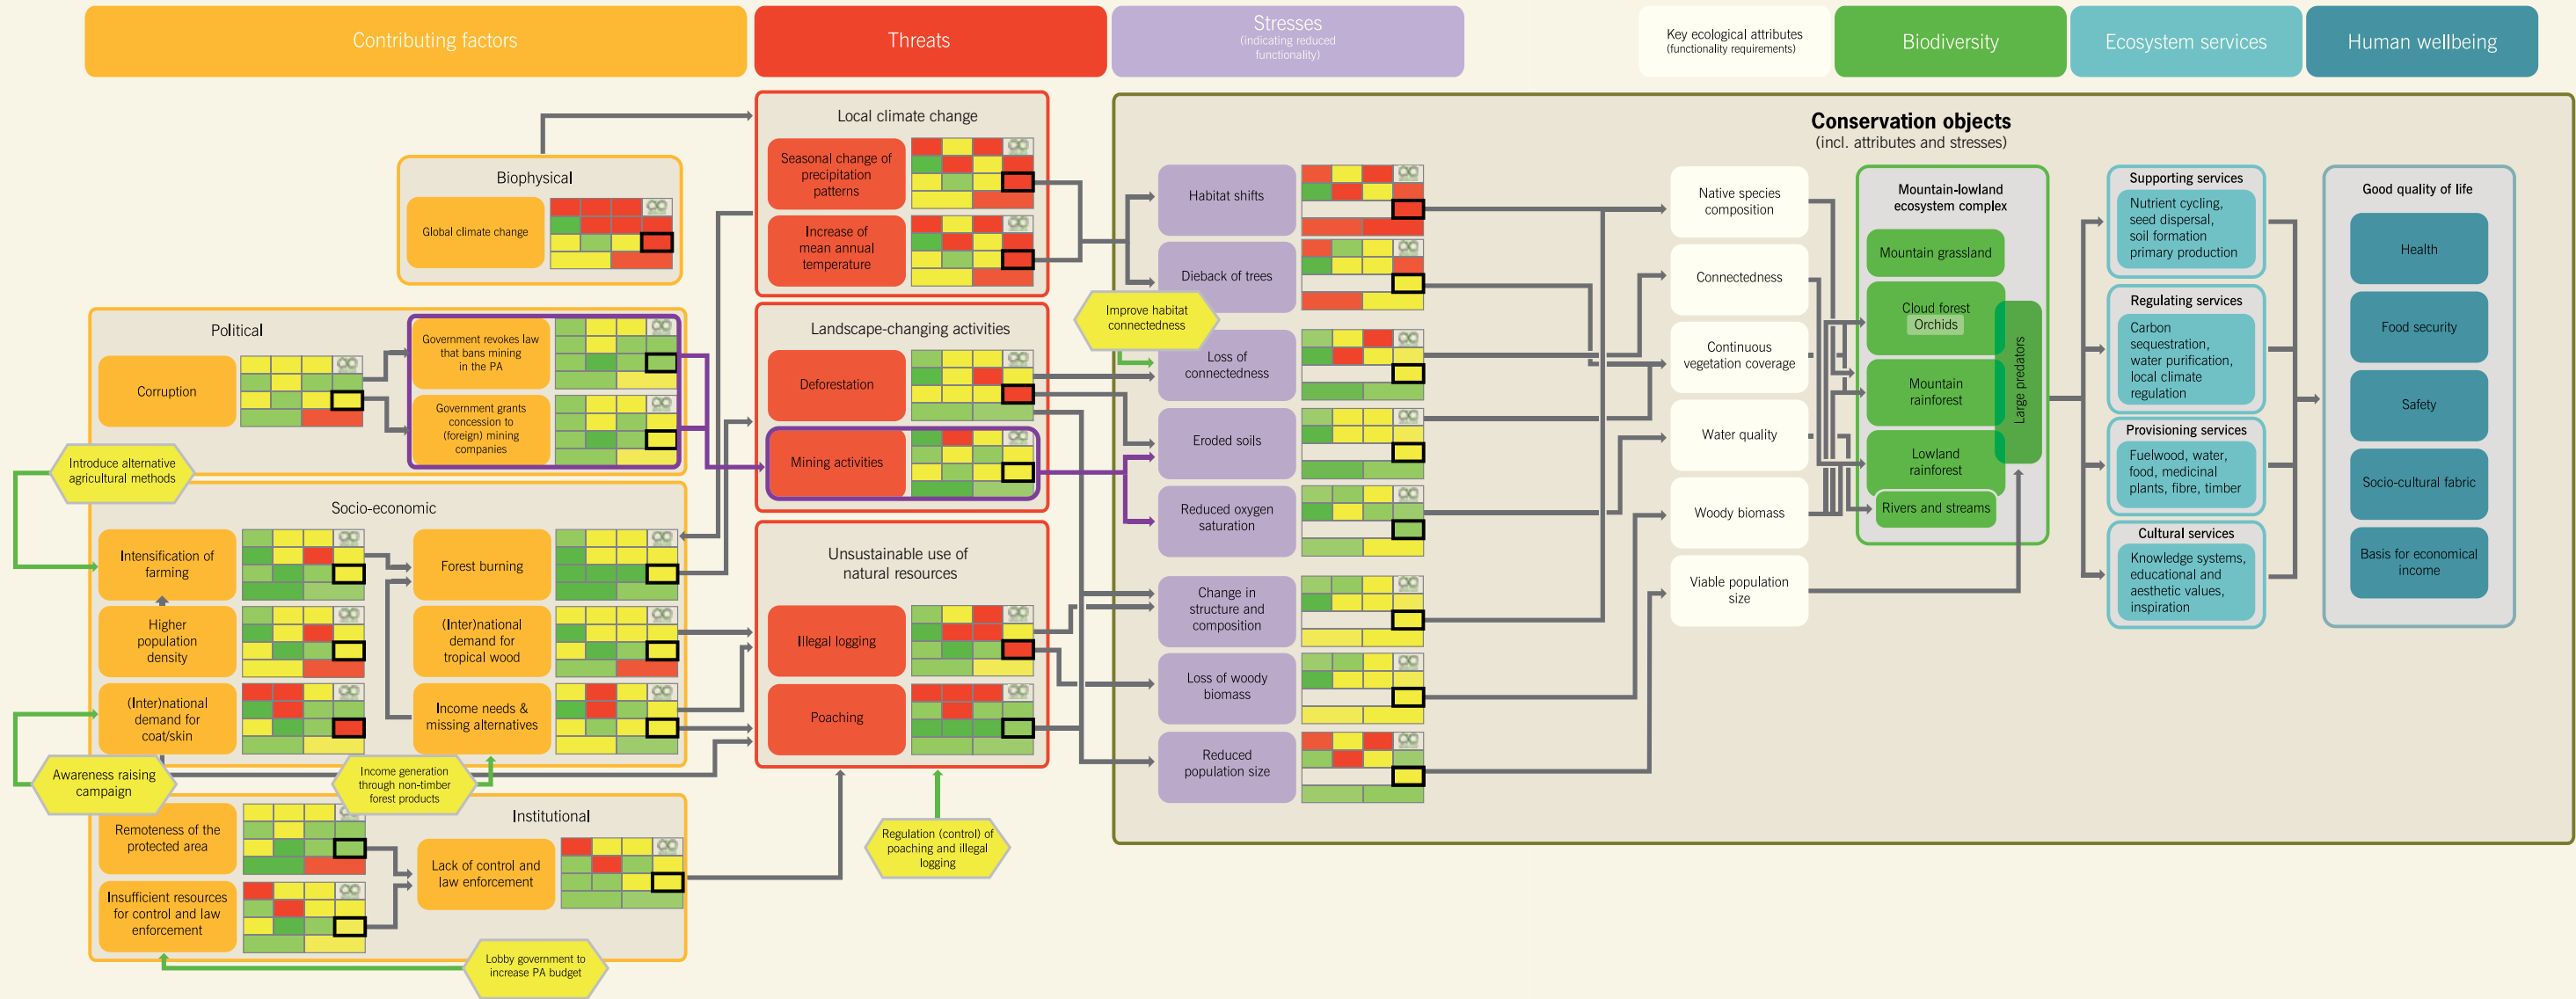 Contributing factors
Threats
Stresses
(indicating reduced
functionality)
Key ecological attributes
(functionality requirements)
Biodiversity
Ecosystem services
Human wellbeing
Biophysical
Global climate change
Political
Corruption
Government revokes law
that bans mining
in the PA
Government grants
concession to
(foreign) mining
companies
Introduce alternative
agricultural methods
Socio-economic
Intensification of
farming
Forest burning
Higher
population
density
(Inter)national
demand for
tropical wood
(Inter)national
demand for
coat/skin
Income needs &
missing alternatives
Awareness raising
campaign
Income generation
through non-timber
forest products
Institutional
Remoteness of the
protected area
Lack of control and
law enforcement
Insufficient resources
for control and law
enforcement
Lobby government to
increase PA budget
Local climate change
Seasonal change of
precipitation
patterns
Increase of
mean annual
temperature
Landscape-changing activities
Deforestation
Mining activities
Unsustainable use of
natural resources
Illegal logging
Poaching
Regulation (control) of
poaching and illegal
logging
Conservation objects
(incl. attributes and stresses)
Habitat shifts
Dieback of trees
Improve habitat
connectedness
Loss of
connectedness
Eroded soils
Reduced oxygen
saturation
Change in
structure and
composition
Loss of woody
biomass
Reduced
population size
Native species
composition
Connectedness
Continuous
vegetation coverage
Water quality
Woody biomass
Viable population
size
Mountain-lowland
ecosystem complex
Mountain grassland
Cloud forest
Orchids
Mountain
rainforest
Lowland
rainforest
Rivers and streams
Large predators
Supporting services
Nutrient cycling,
seed dispersal,
soil formation
primary production
Regulating services
Carbon
sequestration,
water purification,
local climate
regulation
Provisioning services
Fuelwood, water,
food, medicinal
plants, fibre, timber
Cultural services
Knowledge systems,
educational and
aesthetic values,
inspiration
Good quality of life
Health
Food security
Safety
Socio-cultural fabric
Basis for economical
income